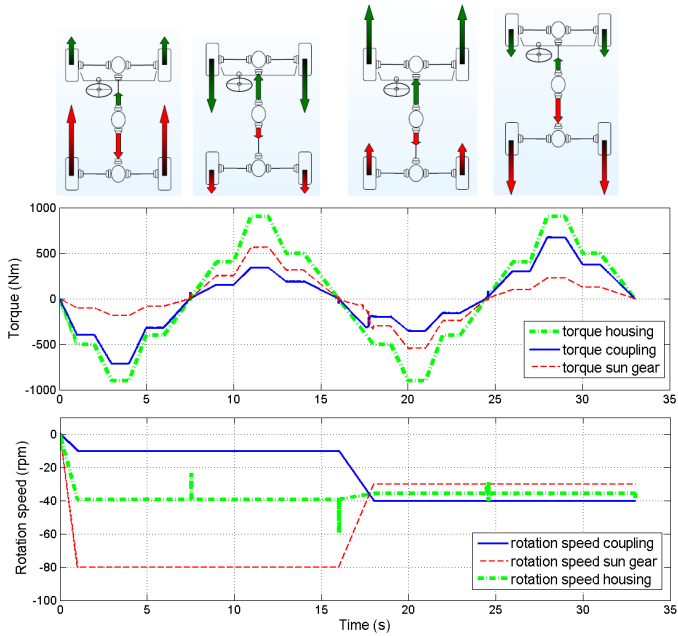 1000
500
0
-500
-1000
Torque (Nm)
0 5 10 15 20 25 30 35
torque housing
torque coupling
torque sun gear
0
-20
-40
-60
-80
-100
Rotation speed (rpm)
rotation speed coupling
rotation speed sun gear
rotation speed housing
0 5 10 15 20 25 30 35
Time (s)